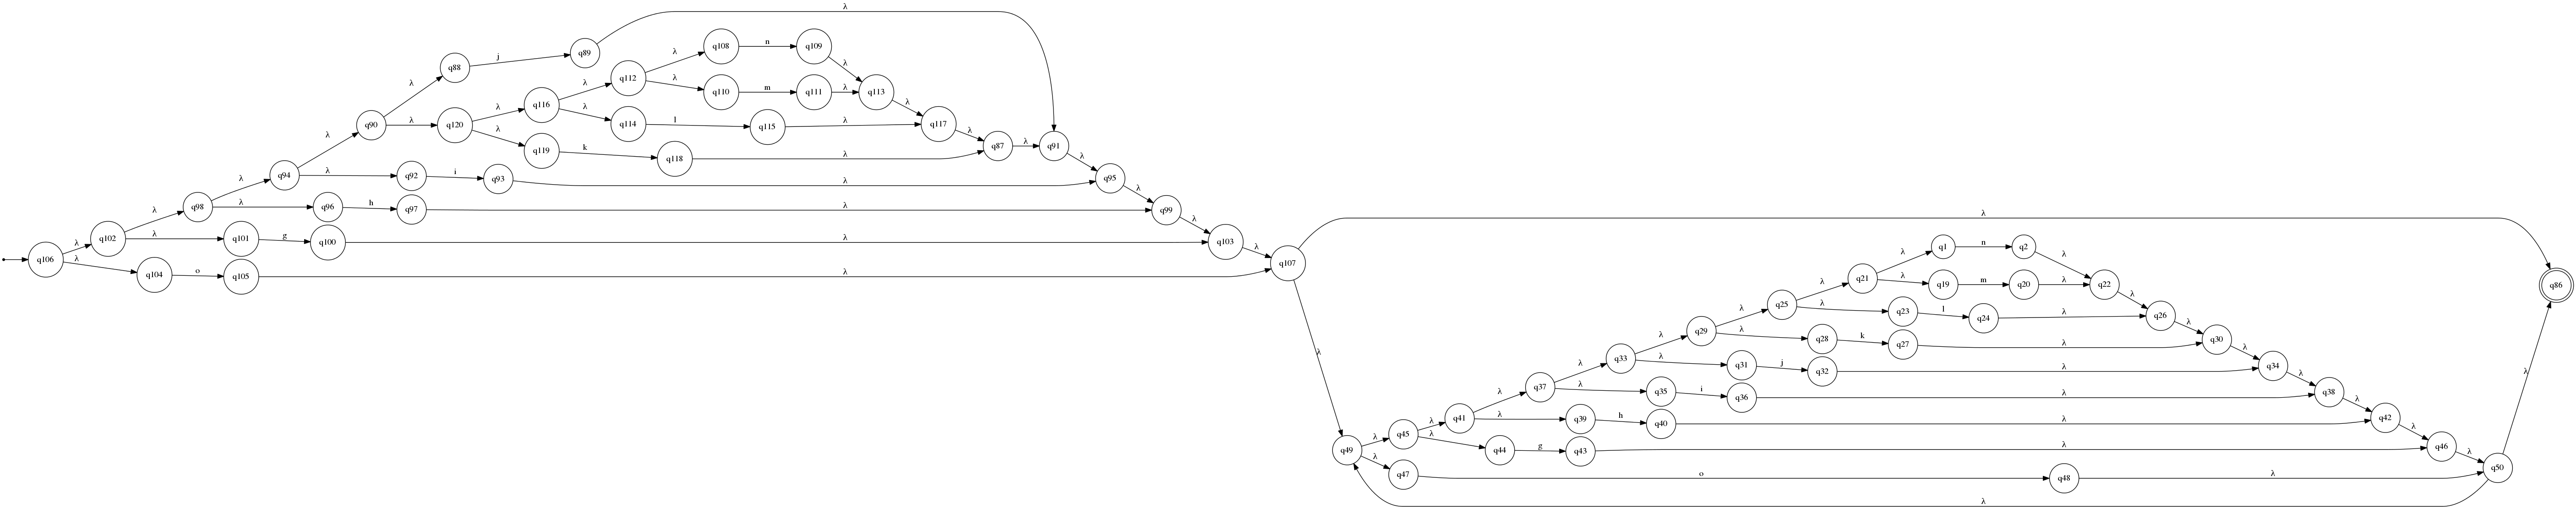 λ
q109
q108
n
q89
λ
j
λ
q88
q112
λ
λ
λ
q110
m
q111
λ
q113
λ
q116
λ
λ
q114
l
q115
λ
q117
λ
q90
λ
q120
λ
λ
q119
k
q118
λ
q87
λ
q91
λ
λ
q94
λ
q92
i
q93
λ
q95
λ
λ
q98
λ
q96
h
q97
λ
q99
λ
λ
q102
λ
q101
g
q100
λ
q103
λ
q106
λ
λ
q104
o
q105
λ
q107
λ
q86
λ
q1
n
q2
λ
q21
λ
λ
q19
m
q20
λ
q22
λ
q25
λ
λ
q23
l
q24
λ
q26
λ
q29
λ
λ
q28
k
q27
λ
q30
λ
λ
q33
λ
λ
q31
j
q32
λ
q34
λ
q37
λ
λ
q35
i
q36
λ
q38
λ
λ
q41
λ
λ
q39
h
q40
λ
q42
λ
q45
λ
λ
q44
g
q43
λ
q46
λ
q49
λ
λ
q47
o
q48
λ
q50
λ